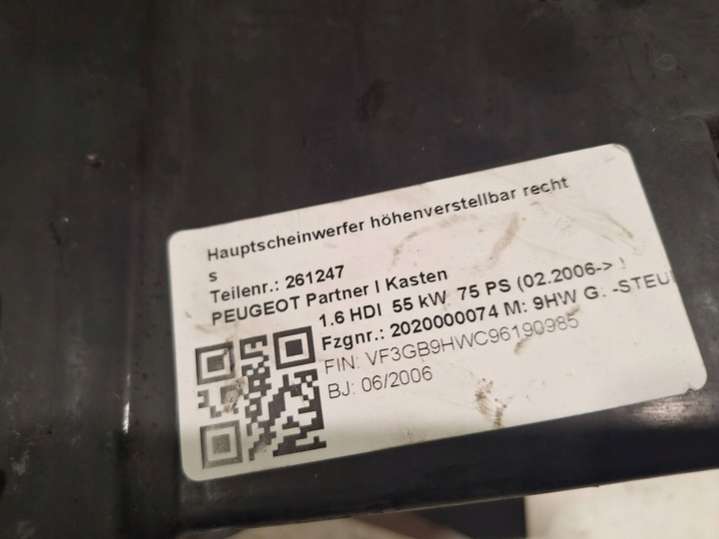 Hauptscheinwerfer höhenverstellbar recht
s
Teilenr.: 261247
PEUGEOT Partner I Kasten
1.6 HDI 55 kW 75 PS (02.2006->
Fzgnr.: 2020000074 M: 9HW G. -STEU
FIN: VF3GB9HWC96190985
BJ: 06/2006